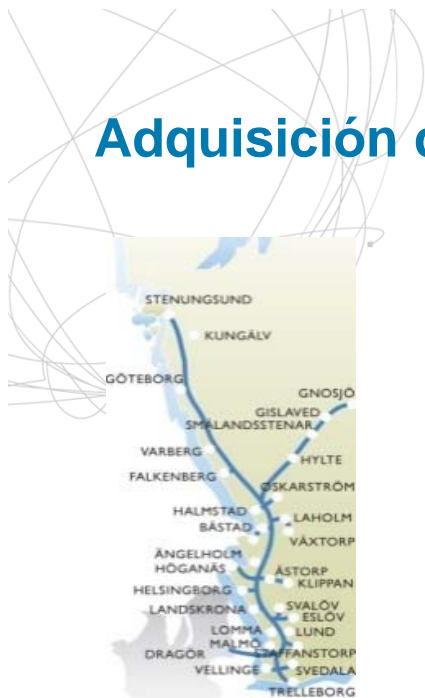 Adquisición
STENUNGSUND
KUNGÄLV
GÖTEBORG
GNOSJÖ
GISLAVED
SMÅLANDSSTENAR
VARBERG
HYLTE
FALKENBERG
OSKARSTRÖM
HALMSTAD
LAHOLM
BÅSTAD
VÄXTORP
ÄNGELHOLM
HÖGANÄS
ÅSTORP
KLIPPAN
HELSINGBORG
LANDSKRONA
SVALÖV
ESLÖV
LOMMA
LUND
MALMÖ
DRAGÖR
STAFFANSTORP
VELLINGE
SVEDALA
TRELLEBORG